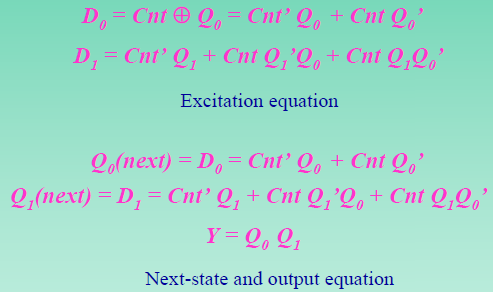 D₀ = Cnt ⊕ Q₀ = Cnt’ Q₀ + Cnt Q₀’
D₁ = Cnt’ Q₁ + Cnt Q₁’Q₀ + Cnt Q₁Q₀’
Excitation equation
Q₀(next) = D₀ = Cnt’ Q₀ + Cnt Q₀’
Q₁(next) = D₁ = Cnt’ Q₁ + Cnt Q₁’Q₀ + Cnt Q₁Q₀’
Y = Q₀ Q₁
Next-state and output equation